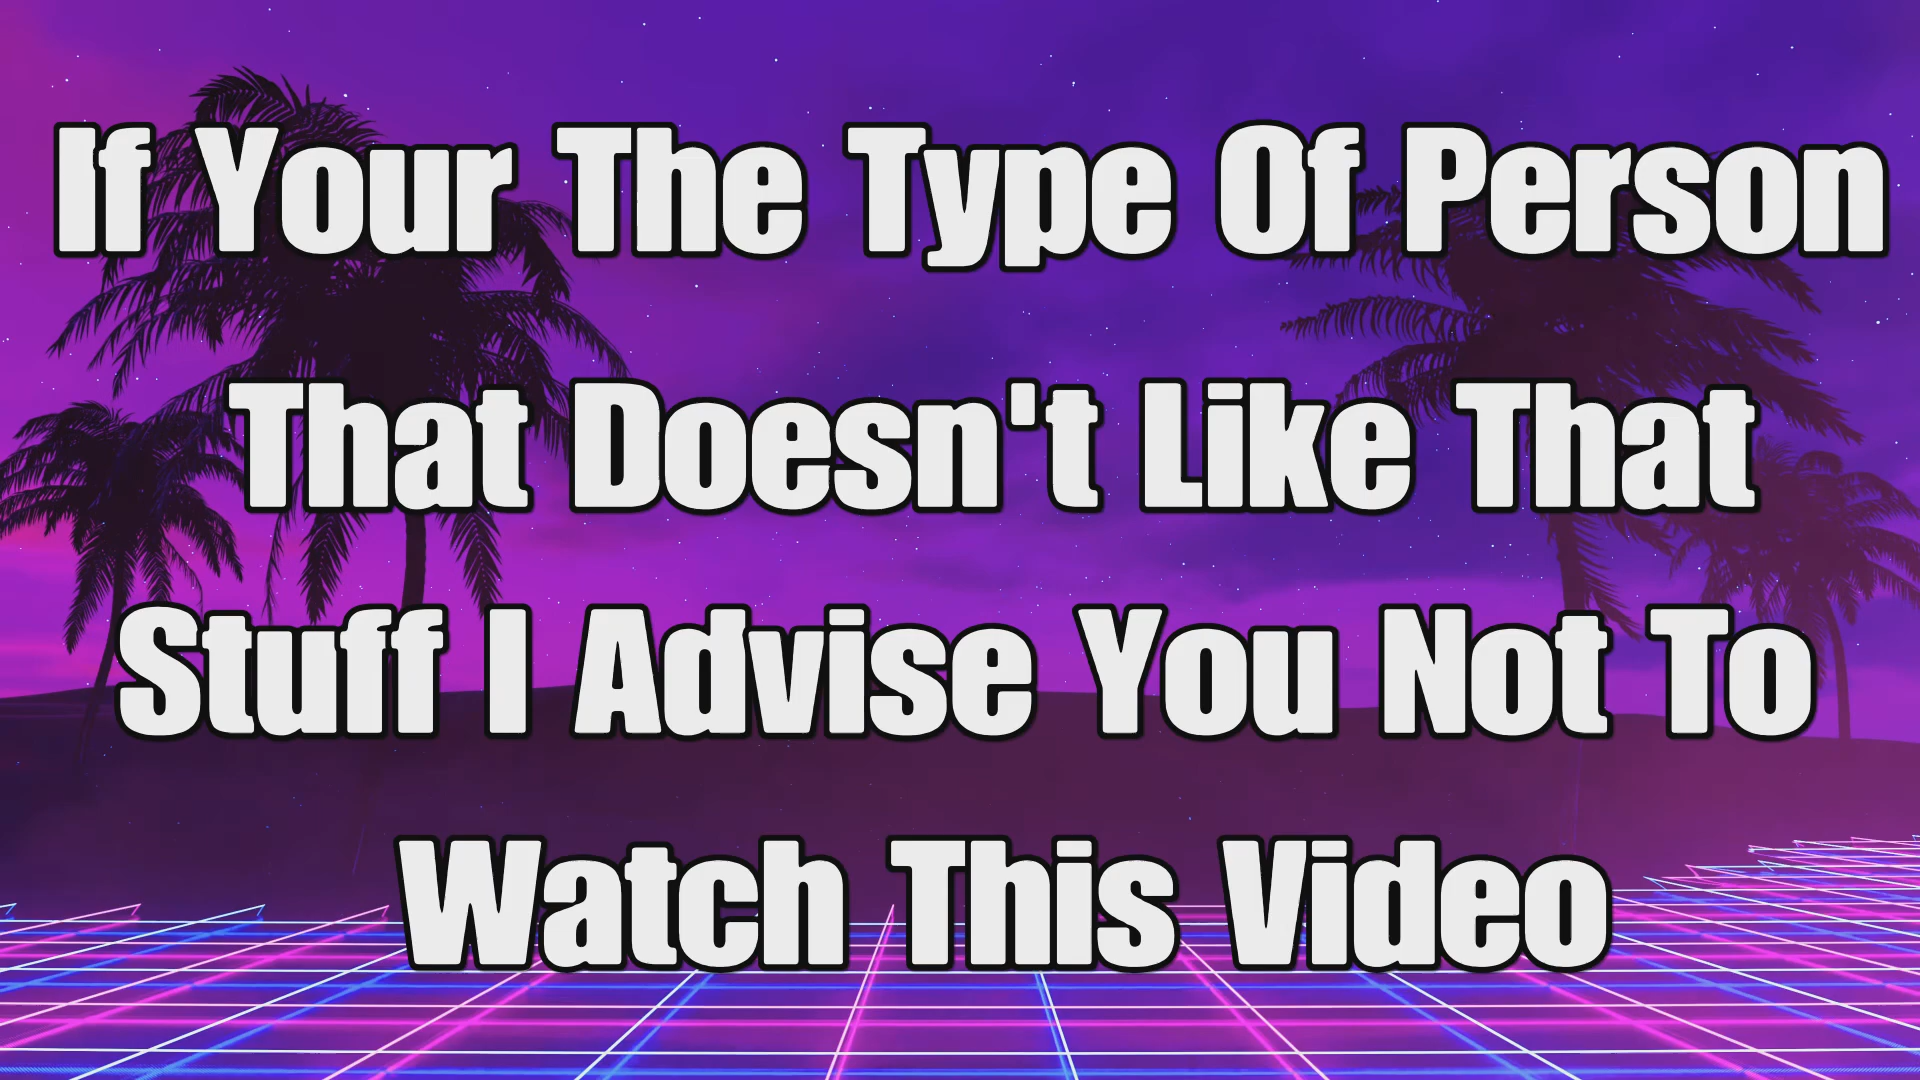 If Your The Type Of Person
That Doesn't Like That
Stuff I Advise You Not To
Watch This Video